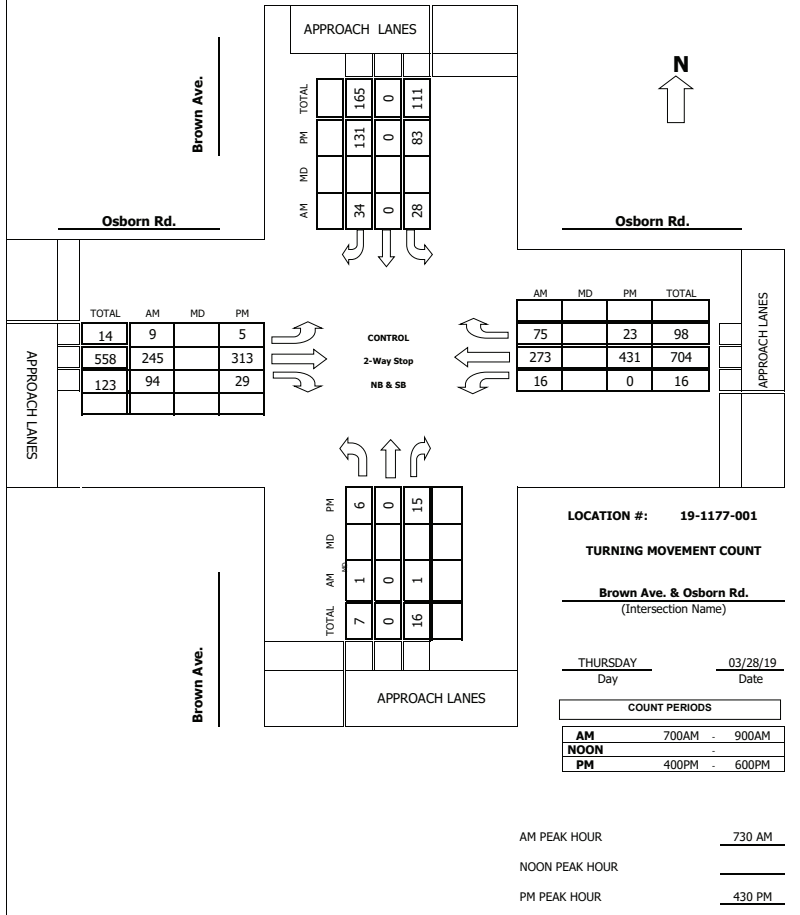 APPROACH LANES
N
Brown Ave.
TOTAL 165 0 111
PM 131 0 83
MD
AM 34 0 28
Osborn Rd.
Osborn Rd.
TOTAL AM MD PM
14 9 5
558 245 313
123 94 29
APPROACH LANES
CONTROL
2-Way Stop
NB & SB
AM MD PM TOTAL
75 23 98
273 431 704
16 0 16
APPROACH LANES
PM 6 0 15
MD
MD
AM 1 0 1
TOTAL 7 0 16
APPROACH LANES
Brown Ave.
LOCATION #: 19-1177-001
TURNING MOVEMENT COUNT
Brown Ave. & Osborn Rd.
(Intersection Name)
THURSDAY 03/28/19
Day Date
COUNT PERIODS
AM 700AM - 900AM
NOON -
PM 400PM - 600PM
AM PEAK HOUR 730 AM
NOON PEAK HOUR
PM PEAK HOUR 430 PM